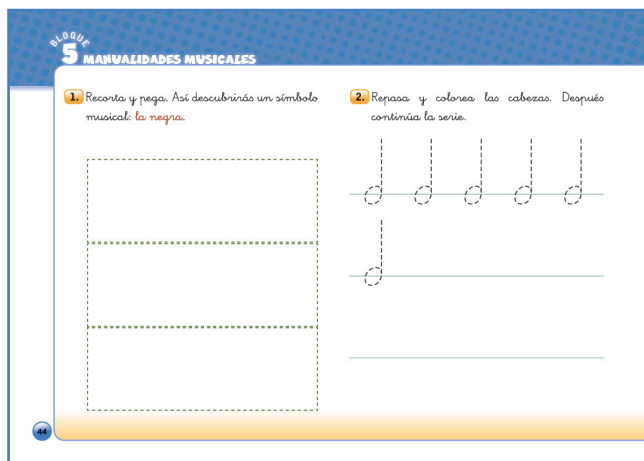 BLOQUE
5 MANUALIDADES MUSICALES
1. Recorta y pega. Así descubrirás un símbolo
musical: la negra.
2. Repasa y colorea las cabezas. Después
continúa la serie.
44